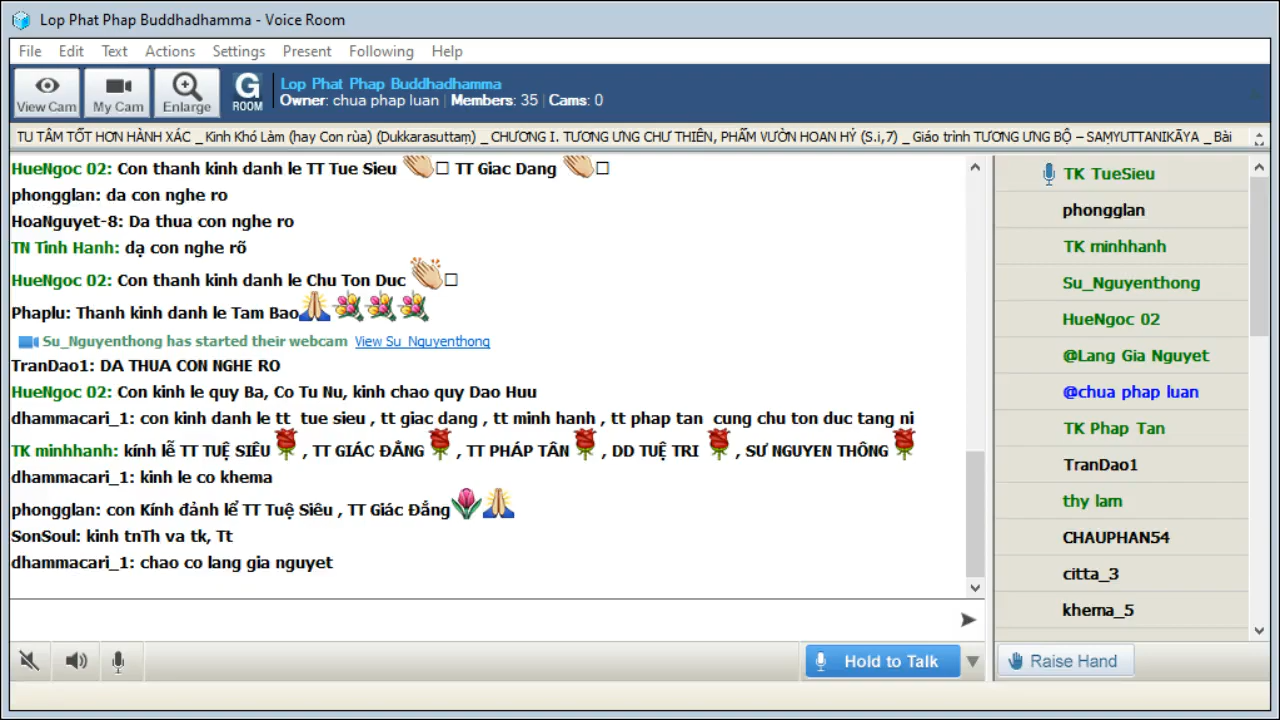 Lop Phat Phap Buddhadhamma - Voice Room
File Edit Text Actions Settings Present Following Help
View Cam My Cam Enlarge G ROOM
Lop Phat Phap Buddhadhamma
Owner: chua phap luan | Members: 35 | Cams: 0
TU TÂM TỐT HƠN HÀNH XÁC _ Kinh Khó Làm (hay Con rùa) (Dukkarasuttaṃ) _ CHƯƠNG I. TƯƠNG ƯNG CHƯ THIÊN, PHẨM VƯỜN HOAN HỶ (S.i,7) _ Giáo trình TƯƠNG ƯNG BỘ – SAṂYUTTANIKĀYA _ Bài
HueNgoc 02: Con thanh kinh danh le TT Tue Sieu 👏□ TT Giac Dang 👏□
phongglan: da con nghe ro
HoaNguyet-8: Da thua con nghe ro
TN Tinh Hanh: dạ con nghe rõ
HueNgoc 02: Con thanh kinh danh le Chu Ton Duc 👏□
Phaplu: Thanh kinh danh le Tam Bao🙏💐💐💐
Su_Nguyenthong has started their webcam View Su_Nguyenthong
TranDao1: DA THUA CON NGHE RO
HueNgoc 02: Con kinh le quy Ba, Co Tu Nu, kinh chao quy Dao Huu
dhammacari_1: con kinh danh le tt tue sieu , tt giac dang , tt minh hanh , tt phap tan cung chu ton duc tang ni
TK minhhanh: kính lễ TT TUỆ SIÊU🌹, TT GIÁC ĐẲNG🌹, TT PHÁP TÂN🌹, DD TUỆ TRI 🌹, SƯ NGUYEN THÔNG🌹
dhammacari_1: kinh le co khema
phongglan: con Kính đảnh lể TT Tuệ Siêu , TT Giác Đẳng🌷🙏
SonSoul: kinh tnTh va tk, Tt
dhammacari_1: chao co lang gia nguyet
Hold to Talk
TK TueSieu
phongglan
TK minhhanh
Su_Nguyenthong
HueNgoc 02
@Lang Gia Nguyet
@chua phap luan
TK Phap Tan
TranDao1
thy lam
CHAUPHAN54
citta_3
khema_5
Raise Hand